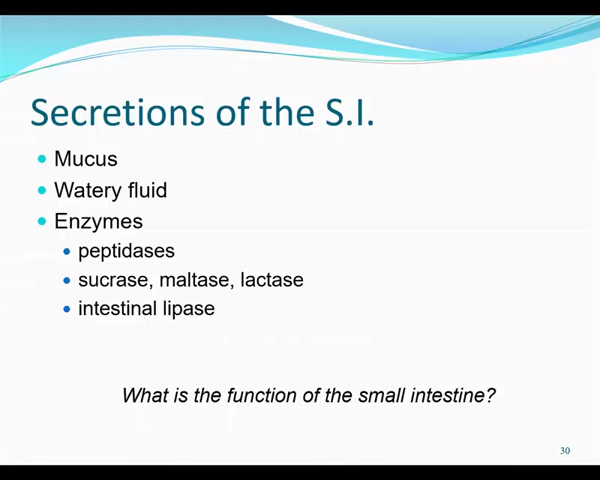 Secretions of the S.I.
Mucus
Watery fluid
Enzymes
peptidases
sucrase, maltase, lactase
intestinal lipase
What is the function of the small intestine?
30